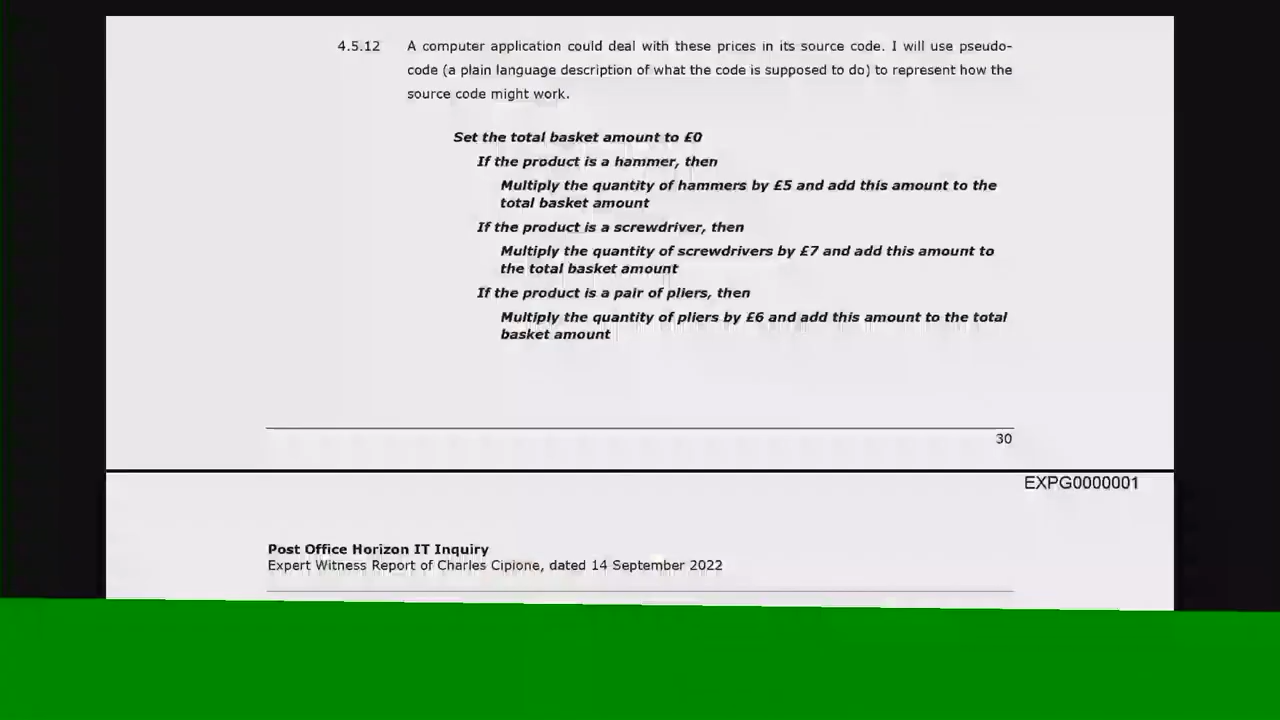 4.5.12 A computer application could deal with these prices in its source code. I will use pseudo-
code (a plain language description of what the code is supposed to do) to represent how the
source code might work.
Set the total basket amount to £0
If the product is a hammer, then
Multiply the quantity of hammers by £5 and add this amount to the
total basket amount
If the product is a screwdriver, then
Multiply the quantity of screwdrivers by £7 and add this amount to
the total basket amount
If the product is a pair of pliers, then
Multiply the quantity of pliers by £6 and add this amount to the total
basket amount
30
EXPG0000001
Post Office Horizon IT Inquiry
Expert Witness Report of Charles Cipione, dated 14 September 2022